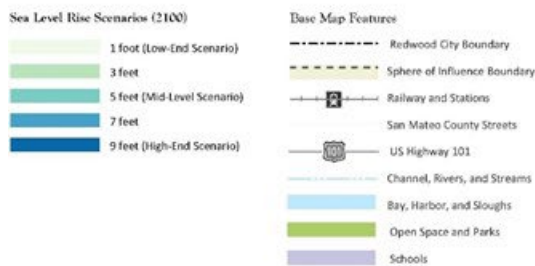 Sea Level Rise Scenarios (2100)
1 foot (Low-End Scenario)
3 feet
5 feet (Mid-Level Scenario)
7 feet
9 feet (High-End Scenario)
Base Map Features
Redwood City Boundary
Sphere of Influence Boundary
Railway and Stations
San Mateo County Streets
101
US Highway 101
Channel, Rivers, and Streams
Bay, Harbor, and Sloughs
Open Space and Parks
Schools